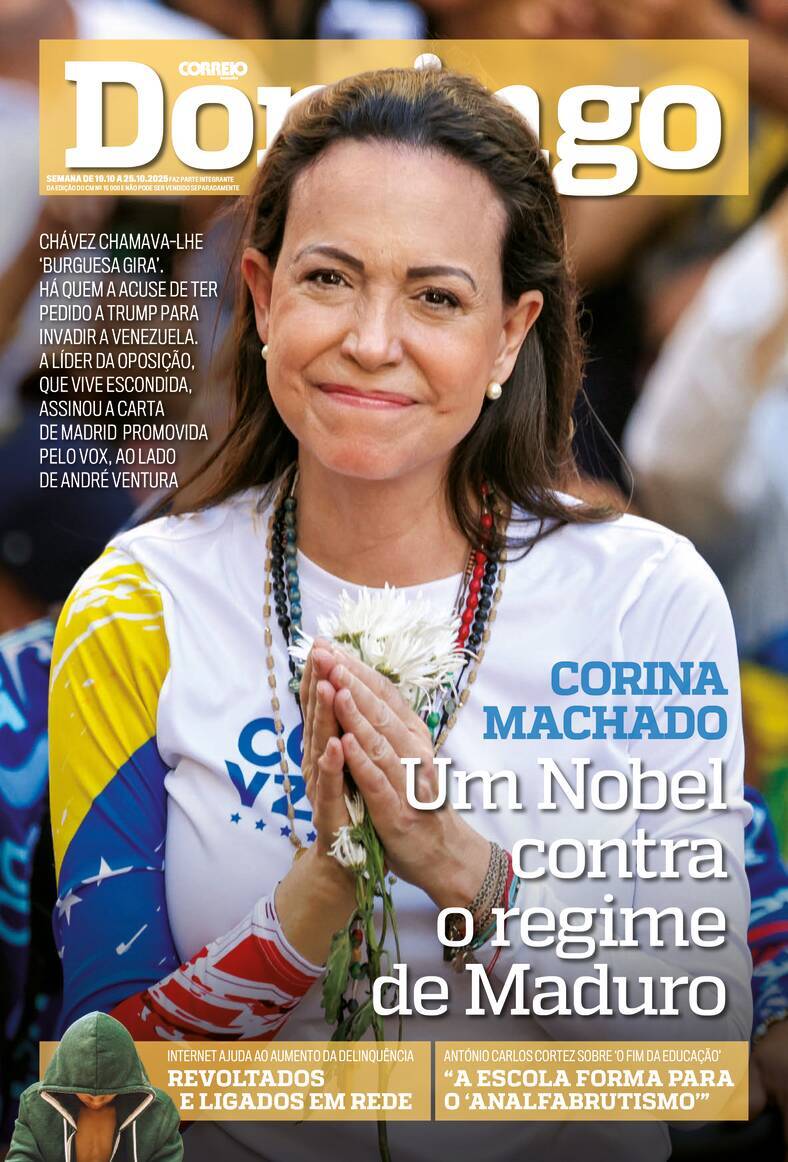 CORREIO
Domingo
SEMANA DE 19.10 A 25.10.2025 FAZ PARTE INTEGRANTE
DA EDIÇÃO DO CM Nº 16 900 E NÃO PODE SER VENDIDO SEPARADAMENTE
CHÁVEZ CHAMAVA-LHE
‘BURGUESA GIRA’.
HÁ QUEM A ACUSE DE TER
PEDIDO A TRUMP PARA
INVADIR A VENEZUELA.
A LÍDER DA OPOSIÇÃO,
QUE VIVE ESCONDIDA,
ASSINOU A CARTA
DE MADRID PROMOVIDA
PELO VOX, AO LADO
DE ANDRÉ VENTURA
CORINA
MACHADO
Um Nobel
contra
o regime
de Maduro
INTERNET AJUDA AO AUMENTO DA DELINQUÊNCIA
REVOLTADOS
E LIGADOS EM REDE
ANTÓNIO CARLOS CORTEZ SOBRE ‘O FIM DA EDUCAÇÃO’
“A ESCOLA FORMA PARA
O ‘ANALFABRUTISMO’”